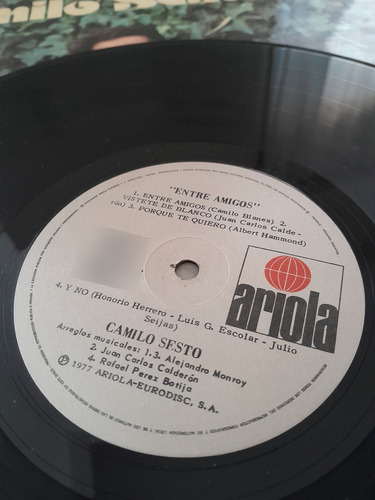 "ENTRE AMIGOS"
1. ENTRE AMIGOS (Camilo Blanes) 2.
VISTETE DE BLANCO (Juan Carlos Calde-
rón) 3. PORQUE TE QUIERO (Albert Hammond)
4. Y NO (Honorio Herrero - Luis G. Escolar - Julio
Seijas)
ariola
CAMILO SESTO
Arreglos musicales: 1.3. Alejandro Monroy
2. Juan Carlos Calderón
4. Rafael Perez Botija
Ⓟ 1977 ARIOLA-EURODISC, S.A.